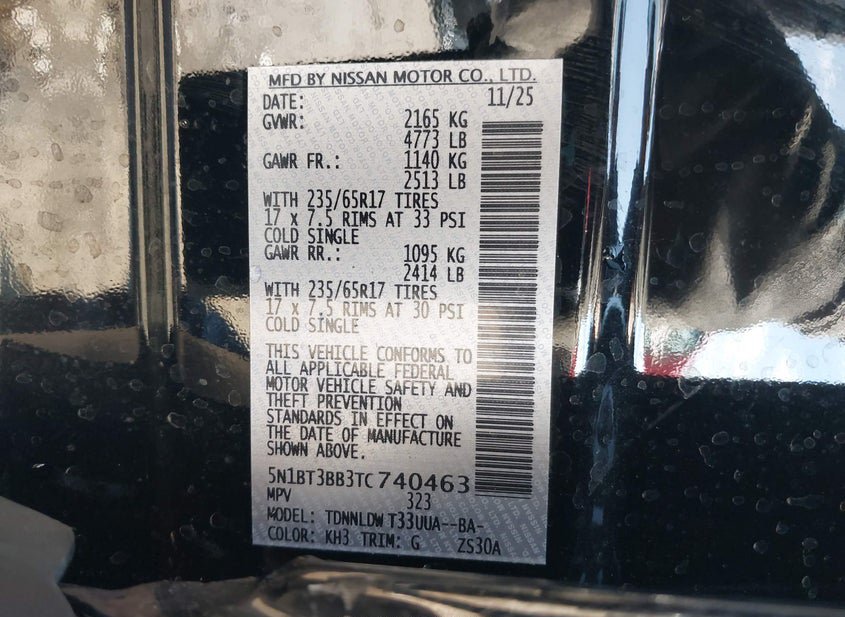 MFD BY NISSAN MOTOR CO., LTD.
DATE: 11/25
GVWR: 2165 KG
4773 LB
GAWR FR.: 1140 KG
2513 LB
WITH 235/65R17 TIRES
17 x 7.5 RIMS AT 33 PSI
COLD SINGLE
GAWR RR.: 1095 KG
2414 LB
WITH 235/65R17 TIRES
17 x 7.5 RIMS AT 30 PSI
COLD SINGLE
THIS VEHICLE CONFORMS TO
ALL APPLICABLE FEDERAL
MOTOR VEHICLE SAFETY AND
THEFT PREVENTION
STANDARDS IN EFFECT ON
THE DATE OF MANUFACTURE
SHOWN ABOVE.
5N1BT3BB3TC 740463
MPV 323
MODEL: TDNNLDW T33UUA--BA-
COLOR: KH3 TRIM: G ZS30A